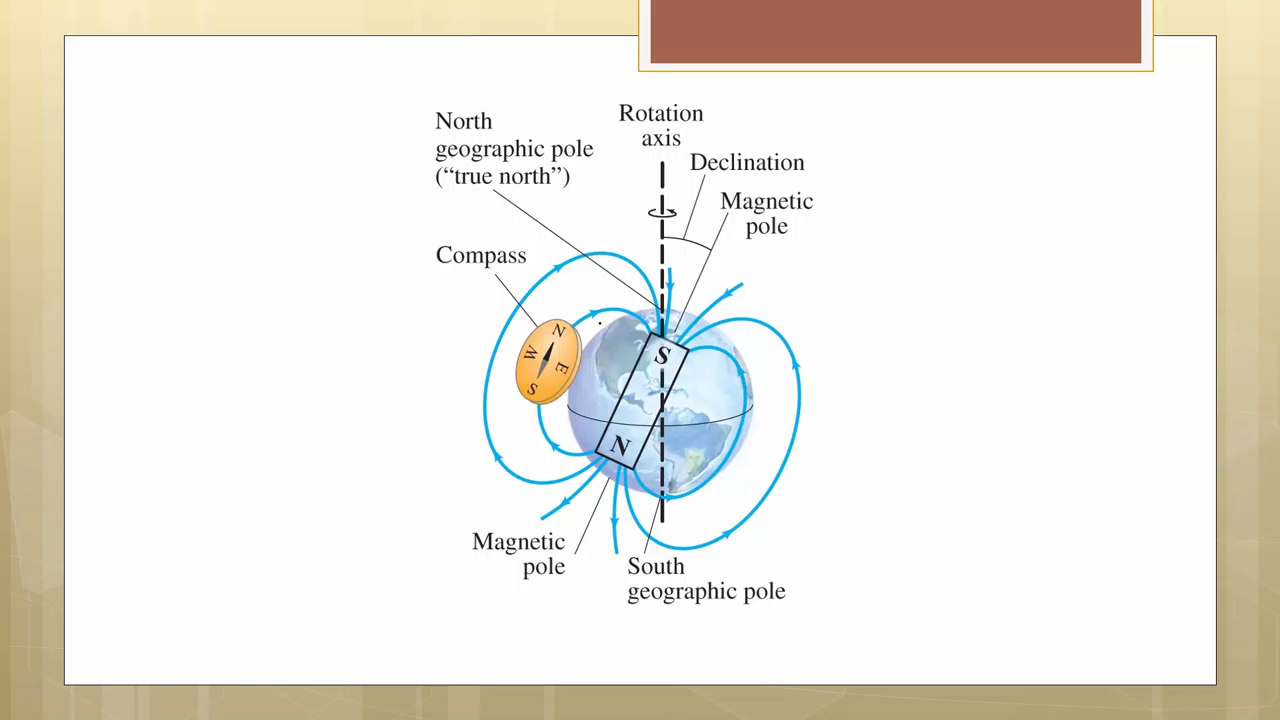 North
geographic pole
(“true north”)
Rotation
axis
Declination
Magnetic
pole
Compass
N
W
E
S
S
N
Magnetic
pole
South
geographic pole